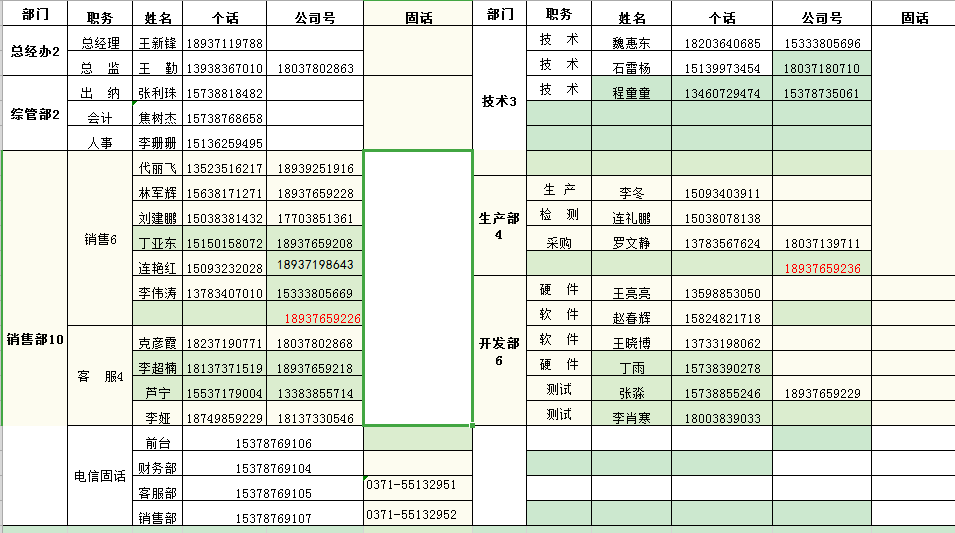 部门 职务 姓名 个话 公司号 固话 部门 职务 姓名 个话 公司号 固话
总经办2 总经理 王新锋 18937119788 技术3 技 术 魏惠东 18203640685 15333805696
总 监 王 勤 13938367010 18037802863 技 术 石雷杨 15139973454 18037180710
综管部2 出 纳 张利珠 15738818482 技 术 程童童 13460729474 15378735061
会计 焦树杰 15738768658
人事 李珊珊 15136259495
销售部10 销售6 代丽飞 13523516217 18939251916
林军辉 15638171271 18937659228 生产部4 生 产 李冬 15093403911
刘建鹏 15038381432 17703851361 检 测 连礼鹏 15038078138
丁亚东 15150158072 18937659208 采购 罗文静 13783567624 18037139711
连艳红 15093232028 18937198643 18937659236
李伟涛 13783407010 15333805669 开发部6 硬 件 王亮亮 13598853050
18937659226 软 件 赵春辉 15824821718
客 服4 克彦霞 18237190771 18037802868 软 件 王晓博 13733198062
李超楠 18137371519 18937659218 硬 件 丁雨 15738390278
芦宁 15537179004 13383855714 测试 张淼 15738855246 18937659229
李娅 18749859229 18137330546 测试 李肖寒 18003839033
电信固话 前台 15378769106
财务部 15378769104
客服部 15378769105 0371-55132951
销售部 15378769107 0371-55132952